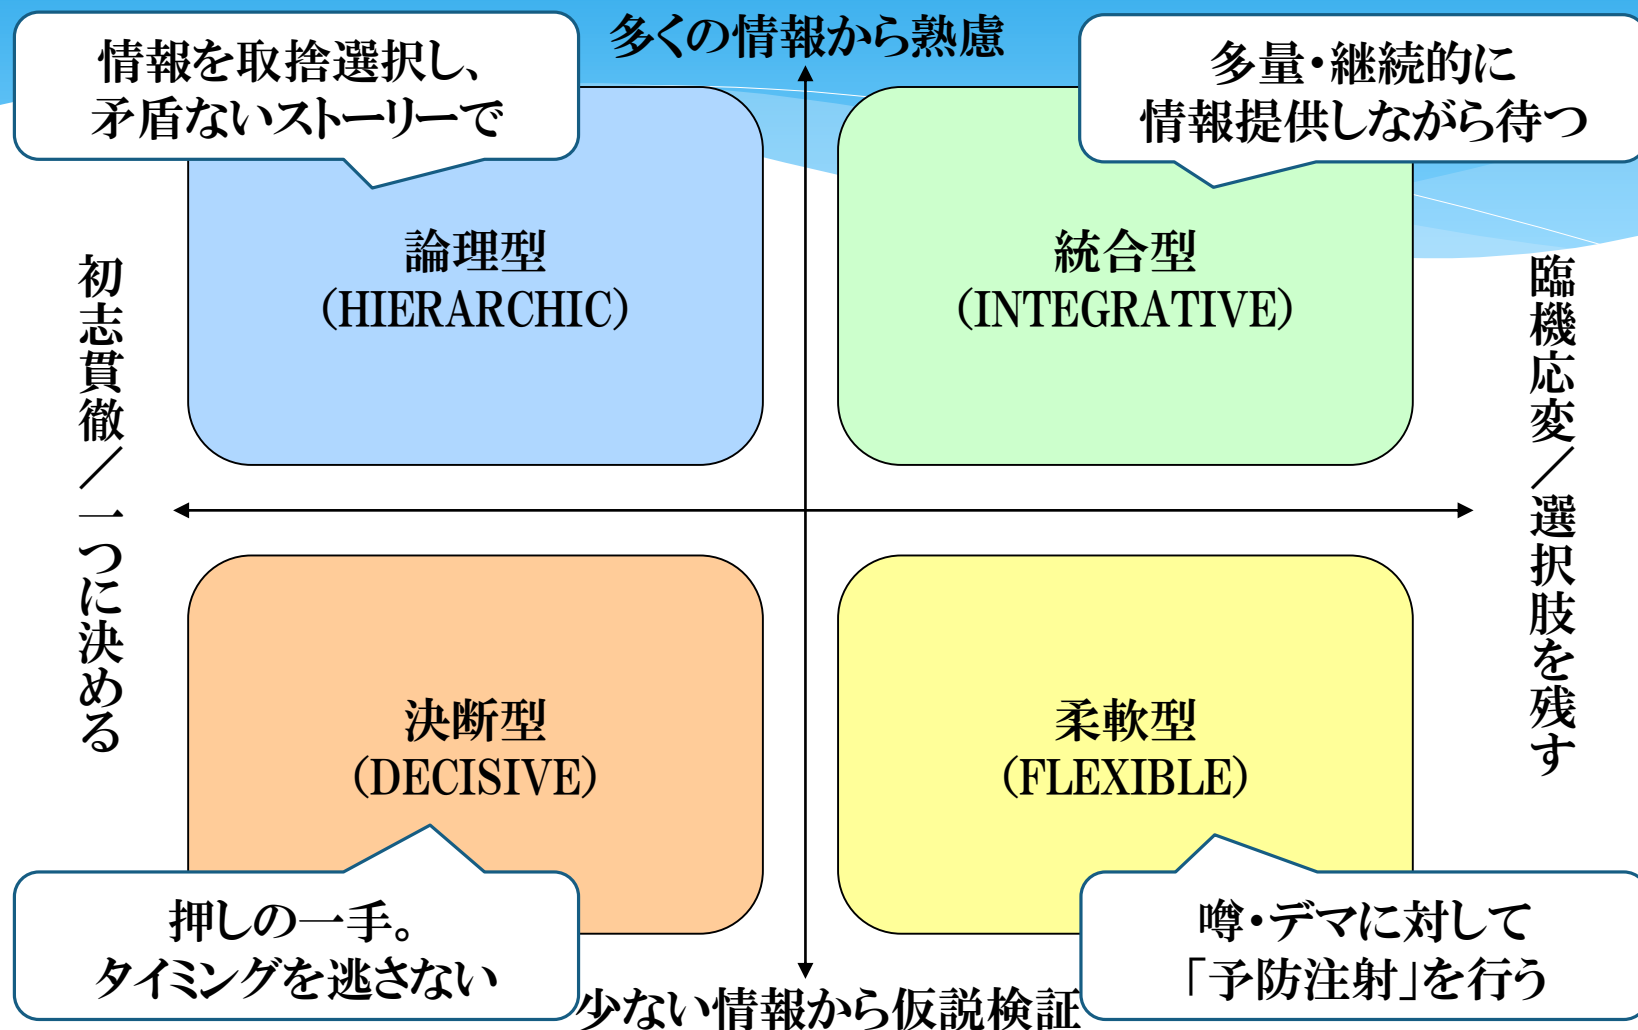 多くの情報から熟慮
情報を取捨選択し、
矛盾ないストーリーで
多量・継続的に
情報提供しながら待つ
論理型
(HIERARCHIC)
統合型
(INTEGRATIVE)
初志貫徹／一つに決める
臨機応変／選択肢を残す
決断型
(DECISIVE)
柔軟型
(FLEXIBLE)
押しの一手。
タイミングを逃さない
噂・デマに対して
「予防注射」を行う
少ない情報から仮説検証